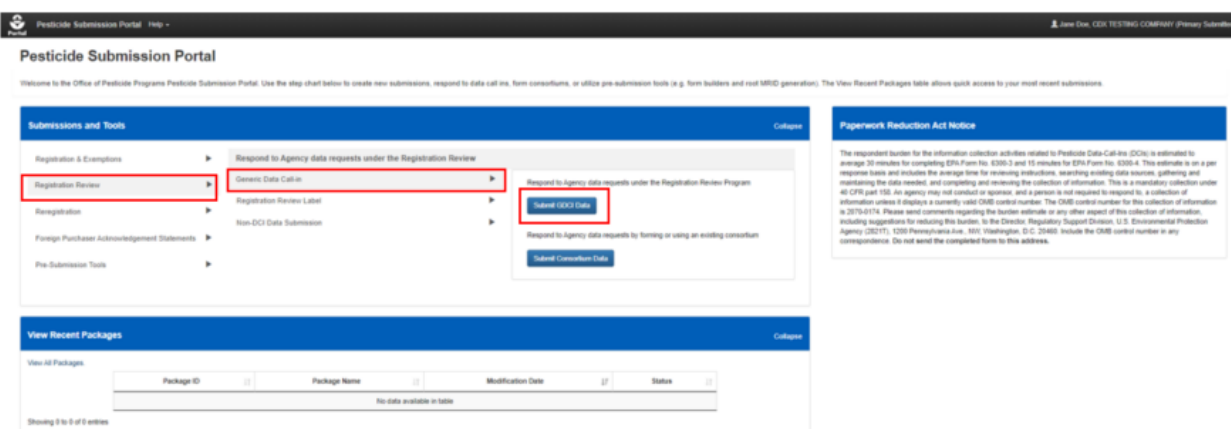 Portal
Pesticide Submission Portal Help
Jane Doe, CDX TESTING COMPANY (Primary Submitter
Pesticide Submission Portal
Welcome to the Office of Pesticide Programs Pesticide Submission Portal. Use the step chart below to create new submissions, respond to data call ins, form consortiums, or utilize pre-submission tools (e.g. form builders and root MRID generation). The View Recent Packages table allows quick access to your most recent submissions.
Submissions and Tools
Collapse
Registration & Exemptions
Registration Review
Reregistration
Foreign Purchaser Acknowledgement Statements
Pre-Submission Tools
Respond to Agency data requests under the Registration Review
Generic Data Call-in
Registration Review Label
Non-DCI Data Submission
Respond to Agency data requests under the Registration Review Program
Submit GDCI Data
Respond to Agency data requests by forming or using an existing consortium
Submit Consortium Data
Paperwork Reduction Act Notice
The respondent burden for the information collection activities related to Pesticide Data-Call-Ins (DCIs) is estimated to
average 30 minutes for completing EPA Form No. 6300-3 and 15 minutes for EPA Form No. 6300-4. This estimate is on a per
response basis and includes the average time for reviewing instructions, searching existing data sources, gathering and
maintaining the data needed, and completing and reviewing the collection of information. This is a mandatory collection under
40 CFR part 158. An agency may not conduct or sponsor, and a person is not required to respond to, a collection of
information unless it displays a currently valid OMB control number. The OMB control number for this collection of information
is 2070-0174. Please send comments regarding the burden estimate or any other aspect of this collection of information,
including suggestions for reducing this burden, to the Director, Regulatory Support Division, U.S. Environmental Protection
Agency (2821T), 1200 Pennsylvania Ave., NW, Washington, D.C. 20460. Include the OMB control number in any
correspondence. Do not send the completed form to this address.
View Recent Packages
Collapse
View All Packages
Package ID Package Name Modification Date Status
No data available in table
Showing 0 to 0 of 0 entries